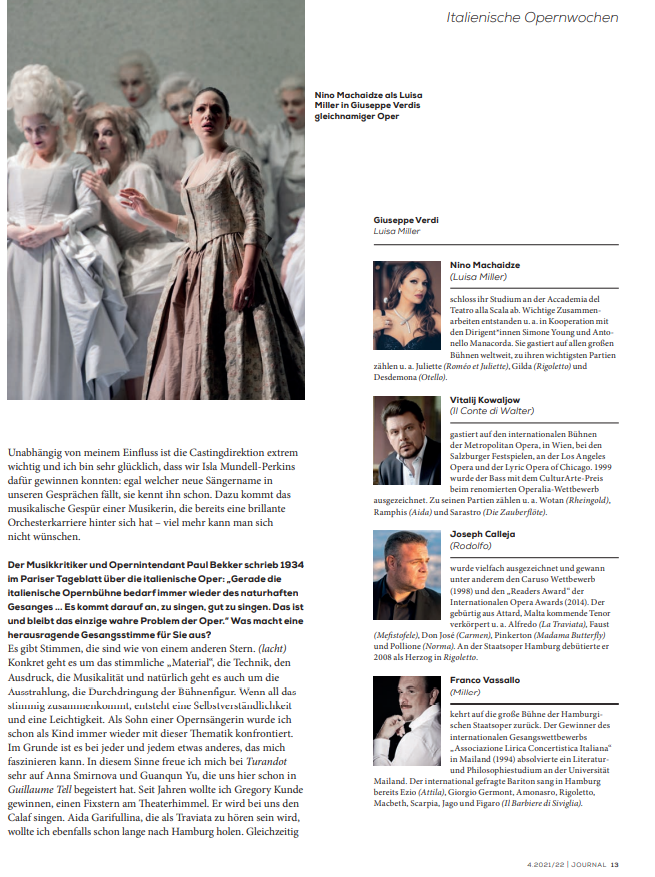 Italienische Opernwochen
Nino Machaidze als Luisa
Miller in Giuseppe Verdis
gleichnamiger Oper
Unabhängig von meinem Einfluss ist die Castingdirektion extrem
wichtig und ich bin sehr glücklich, dass wir Isla Mundell-Perkins
dafür gewinnen konnten: egal welcher neue Sängername in
unseren Gesprächen fällt, sie kennt ihn schon. Dazu kommt das
musikalische Gespür einer Musikerin, die bereits eine brillante
Orchesterkarriere hinter sich hat – viel mehr kann man sich
nicht wünschen.
Der Musikkritiker und Opernintendant Paul Bekker schrieb 1934
im Pariser Tageblatt über die italienische Oper: „Gerade die
italienische Opernbühne bedarf immer wieder des naturhaften
Gesanges ... Es kommt darauf an, zu singen, gut zu singen. Das ist
und bleibt das einzige wahre Problem der Oper.“ Was macht eine
herausragende Gesangsstimme für Sie aus?
Es gibt Stimmen, die sind wie von einem anderen Stern. (lacht)
Konkret geht es um das stimmliche „Material“, die Technik, den
Ausdruck, die Musikalität und natürlich geht es auch um die
Ausstrahlung, die Durchdringung der Bühnenfigur. Wenn all das
stimmig zusammenkommt, entsteht eine Selbstverständlichkeit
und eine Leichtigkeit. Als Sohn einer Opernsängerin wurde ich
schon als Kind immer wieder mit dieser Thematik konfrontiert.
Im Grunde ist es bei jeder und jedem etwas anderes, das mich
faszinieren kann. In diesem Sinne freue ich mich bei Turandot
sehr auf Anna Smirnova und Guanqun Yu, die uns hier schon in
Guillaume Tell begeistert hat. Seit Jahren wollte ich Gregory Kunde
gewinnen, einen Fixstern am Theaterhimmel. Er wird bei uns den
Calaf singen. Aida Garifullina, die als Traviata zu hören sein wird,
wollte ich ebenfalls schon lange nach Hamburg holen. Gleichzeitig
Giuseppe Verdi
Luisa Miller
Nino Machaidze
(Luisa Miller)
schloss ihr Studium an der Accademia del
Teatro alla Scala ab. Wichtige Zusammen-
arbeiten entstanden u. a. in Kooperation mit
den Dirigent*innen Simone Young und Anto-
nello Manacorda. Sie gastiert auf allen großen
Bühnen weltweit, zu ihren wichtigsten Partien
zählen u. a. Juliette (Roméo et Juliette), Gilda (Rigoletto) und
Desdemona (Otello).
Vitalij Kowaljow
(Il Conte di Walter)
gastiert auf den internationalen Bühnen
der Metropolitan Opera, in Wien, bei den
Salzburger Festspielen, an der Los Angeles
Opera und der Lyric Opera of Chicago. 1999
wurde der Bass mit dem CulturArte-Preis
beim renomierten Operalia-Wettbewerb
ausgezeichnet. Zu seinen Partien zählen u. a. Wotan (Rheingold),
Ramphis (Aida) und Sarastro (Die Zauberflöte).
Joseph Calleja
(Rodolfo)
wurde vielfach ausgezeichnet und gewann
unter anderem den Caruso Wettbewerb
(1998) und den „Readers Award“ der
International Opera Awards (2014). Der
gebürtig aus Attard, Malta kommende Tenor
verkörpert u. a. Alfredo (La Traviata), Faust
(Mefistofele), Don José (Carmen), Pinkerton (Madama Butterfly)
und Pollione (Norma). An der Staatsoper Hamburg debütierte er
2008 als Herzog in Rigoletto.
Franco Vassallo
(Miller)
kehrt auf die große Bühne der Hamburgi-
schen Staatsoper zurück. Der Gewinner des
internationalen Gesangswettbewerbs
„Associazione Lirica Concertistica Italiana“
in Mailand (1994) absolvierte ein Literatur-
und Philosophiestudium an der Universität
Mailand. Der international gefragte Bariton sang in Hamburg
bereits Ezio (Attila), Giorgio Germont, Amonasro, Rigoletto,
Macbeth, Scarpia, Jago und Figaro (Il Barbiere di Siviglia).
4.2021/22 | JOURNAL 13